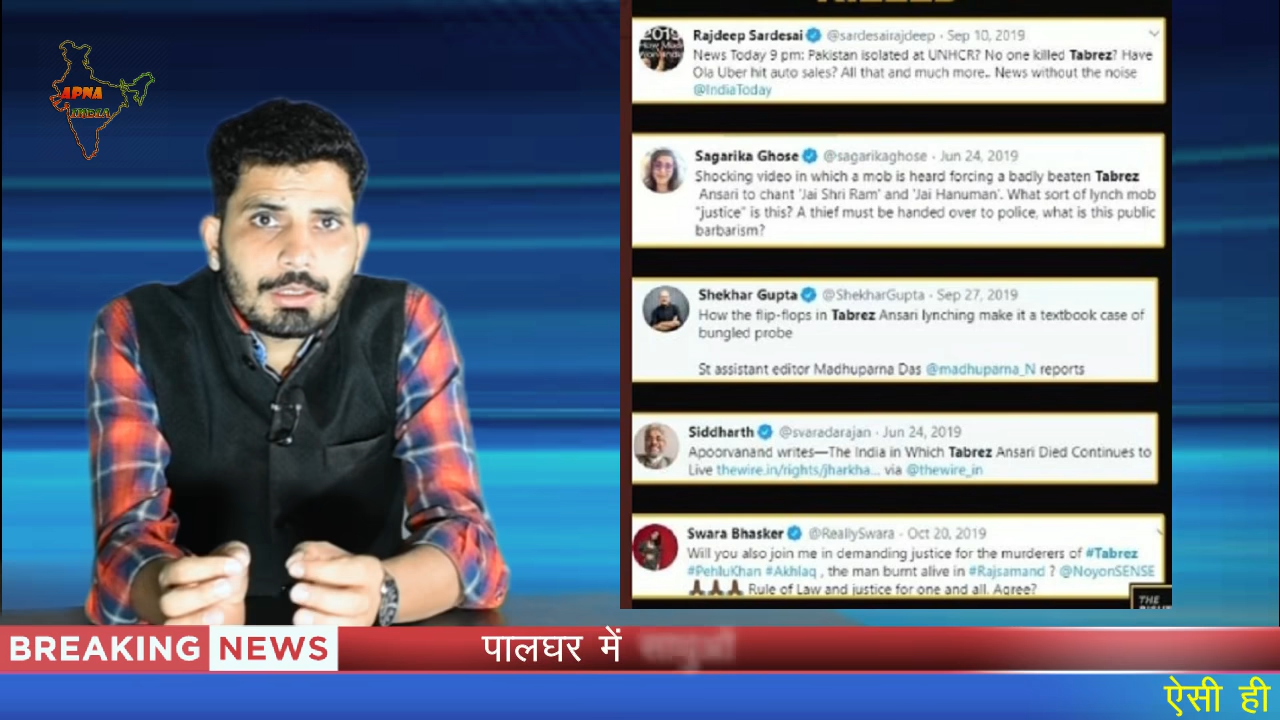 APNA
INDIA
Rajdeep Sardesai @sardesairajdeep · Sep 10, 2019
News Today 9 pm: Pakistan isolated at UNHCR? No one killed Tabrez? Have
Ola Uber hit auto sales? All that and much more.. News without the noise
@IndiaToday
Sagarika Ghose @sagarikaghose · Jun 24, 2019
Shocking video in which a mob is heard forcing a badly beaten Tabrez
Ansari to chant 'Jai Shri Ram' and 'Jai Hanuman'. What sort of lynch mob
"justice" is this? A thief must be handed over to police, what is this public
barbarism?
Shekhar Gupta @ShekharGupta · Sep 27, 2019
How the flip-flops in Tabrez Ansari lynching make it a textbook case of
bungled probe
St assistant editor Madhuparna Das @madhuparna_N reports
Siddharth @svaradarajan · Jun 24, 2019
Apoorvanand writes—The India in Which Tabrez Ansari Died Continues to
Live thewire.in/rights/jharkha... via @thewire_in
Swara Bhasker @ReallySwara · Oct 20, 2019
Will you also join me in demanding justice for the murderers of #Tabrez
#PehluKhan #Akhlaq , the man burnt alive in #Rajsamand ? @NoyonSENSE
Rule of Law and justice for one and all. Agree?
THE
BREAKING NEWS
पालघर में
ऐसी ही